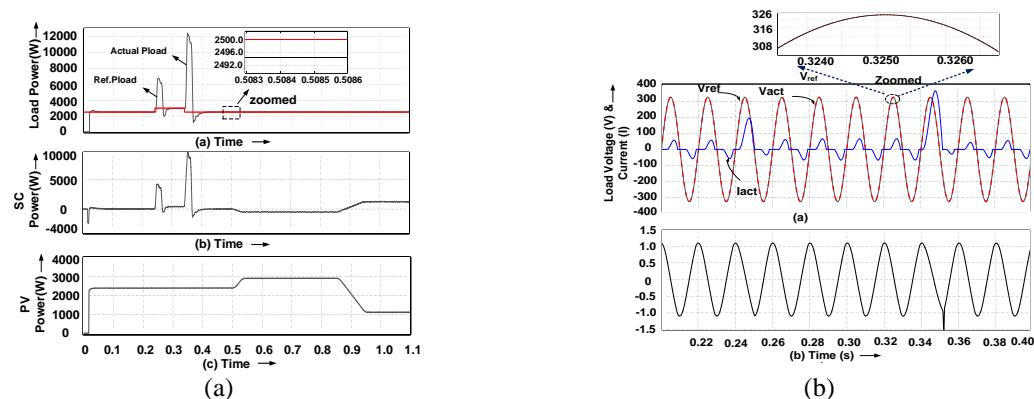 Load Power(W)
12000
10000
8000
6000
4000
2000
0
Actual Pload
Ref.Pload
2500.0
2496.0
2492.0
.5083 .5084 .5085 .5086
zoomed
(a) Time
SC
Power(W)
10000
5000
0
-4000
(b) Time
PV
Power(W)
4000
3000
2000
1000
0
0 0.1 0.2 0.3 0.4 0.5 0.6 0.7 0.8 0.9 1.0 1.1
(c) Time
(a)
326
316
308
0.3240 0.3250 0.3260
Vref
Zoomed
Load Voltage (V) &
Current (I)
400
300
200
100
0
-100
-200
-300
-400
Vref
Vact
Iact
(a)
1.5
1.0
0.5
0
-0.5
-1.0
-1.5
0.22 0.24 0.26 0.28 0.30 0.32 0.34 0.36 0.38 0.40
(b) Time (s)
(b)